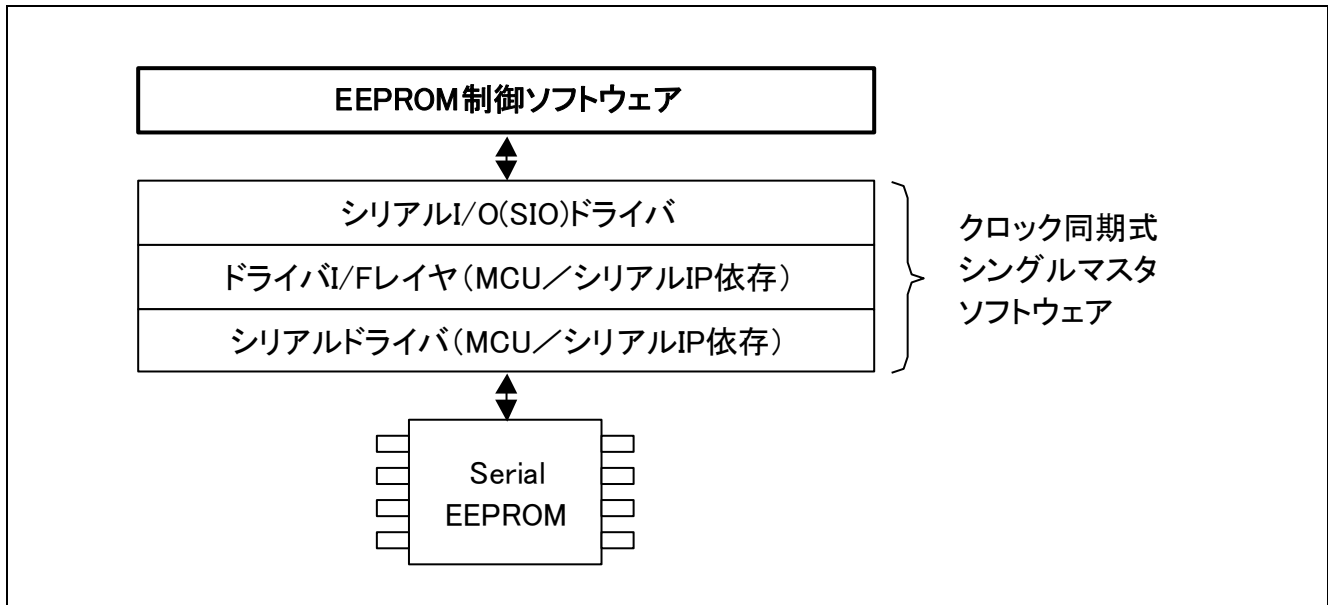 EEPROM制御ソフトウェア
シリアルI/O(SIO)ドライバ
ドライバI/Fレイヤ(MCU/シリアルIP依存)
シリアルドライバ(MCU/シリアルIP依存)
クロック同期式
シングルマスタ
ソフトウェア
Serial
EEPROM